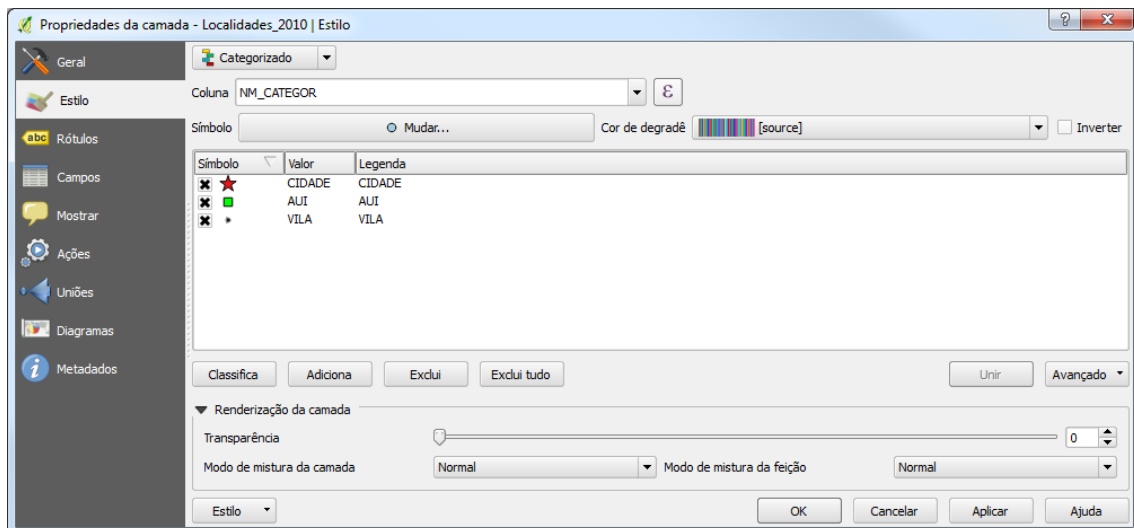 Propriedades da camada - Localidades_2010 | Estilo
Geral
Estilo
abc Rótulos
Campos
Mostrar
Ações
Uniões
Diagramas
Metadados
Categorizado
Coluna NM_CATEGOR ε
Símbolo Mudar... Cor de degradê [source] Inverter
Símbolo Valor Legenda
CIDADE CIDADE
AUI AUI
VILA VILA
Classifica Adiciona Exclui Exclui tudo Unir Avançado
Renderização da camada
Transparência 0
Modo de mistura da camada Normal Modo de mistura da feição Normal
Estilo OK Cancelar Aplicar Ajuda